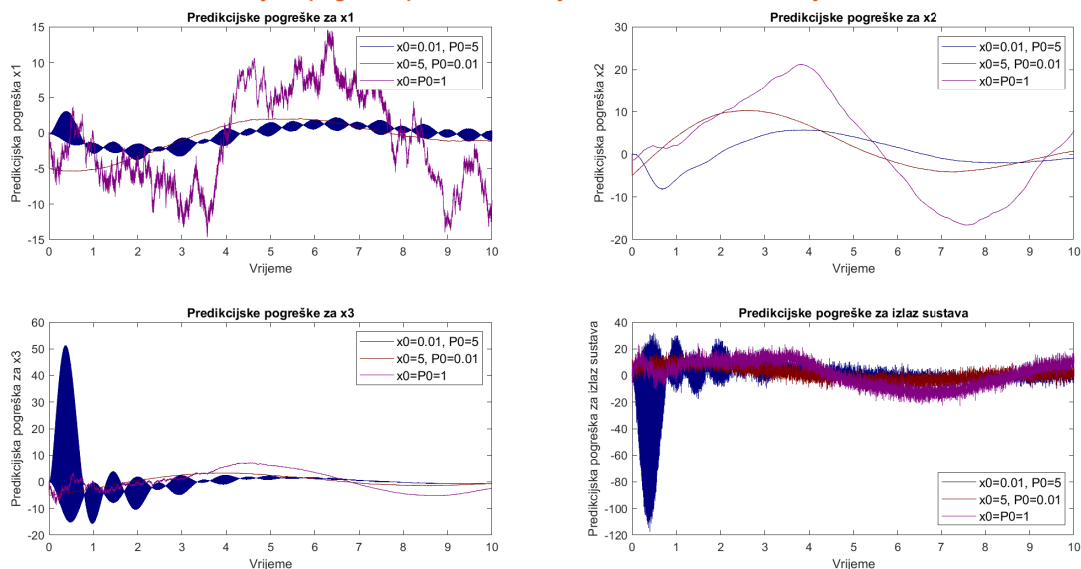 Predikcijske pogreške za x1
Predikcijska pogreška x1
15
10
5
0
-5
-10
-15
0 1 2 3 4 5 6 7 8 9 10
Vrijeme
x0=0.01, P0=5
x0=5, P0=0.01
x0=P0=1
Predikcijske pogreške za x2
Predikcijska pogreška x2
30
20
10
0
-10
-20
0 1 2 3 4 5 6 7 8 9 10
Vrijeme
x0=0.01, P0=5
x0=5, P0=0.01
x0=P0=1
Predikcijske pogreške za x3
Predikcijska pogreška za x3
60
50
40
30
20
10
0
-10
-20
0 1 2 3 4 5 6 7 8 9 10
Vrijeme
x0=0.01, P0=5
x0=5, P0=0.01
x0=P0=1
Predikcijske pogreške za izlaz sustava
Predikcijska pogreška za izlaz sustava
40
20
0
-20
-40
-60
-80
-100
-120
0 1 2 3 4 5 6 7 8 9 10
Vrijeme
x0=0.01, P0=5
x0=5, P0=0.01
x0=P0=1